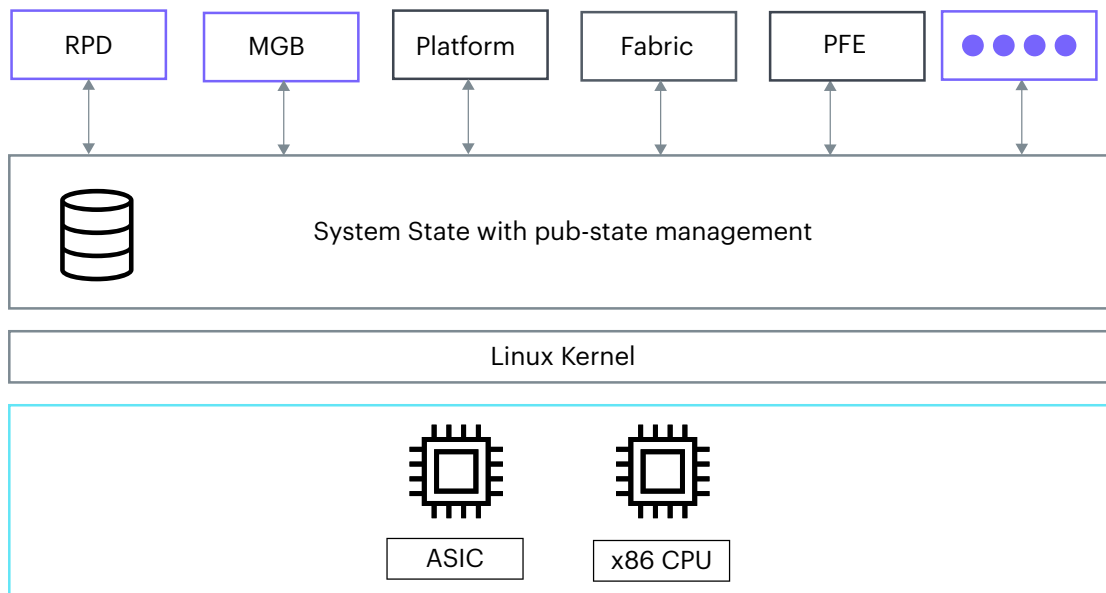 RPD
MGB
Platform
Fabric
PFE
System State with pub-state management
Linux Kernel
ASIC
x86 CPU